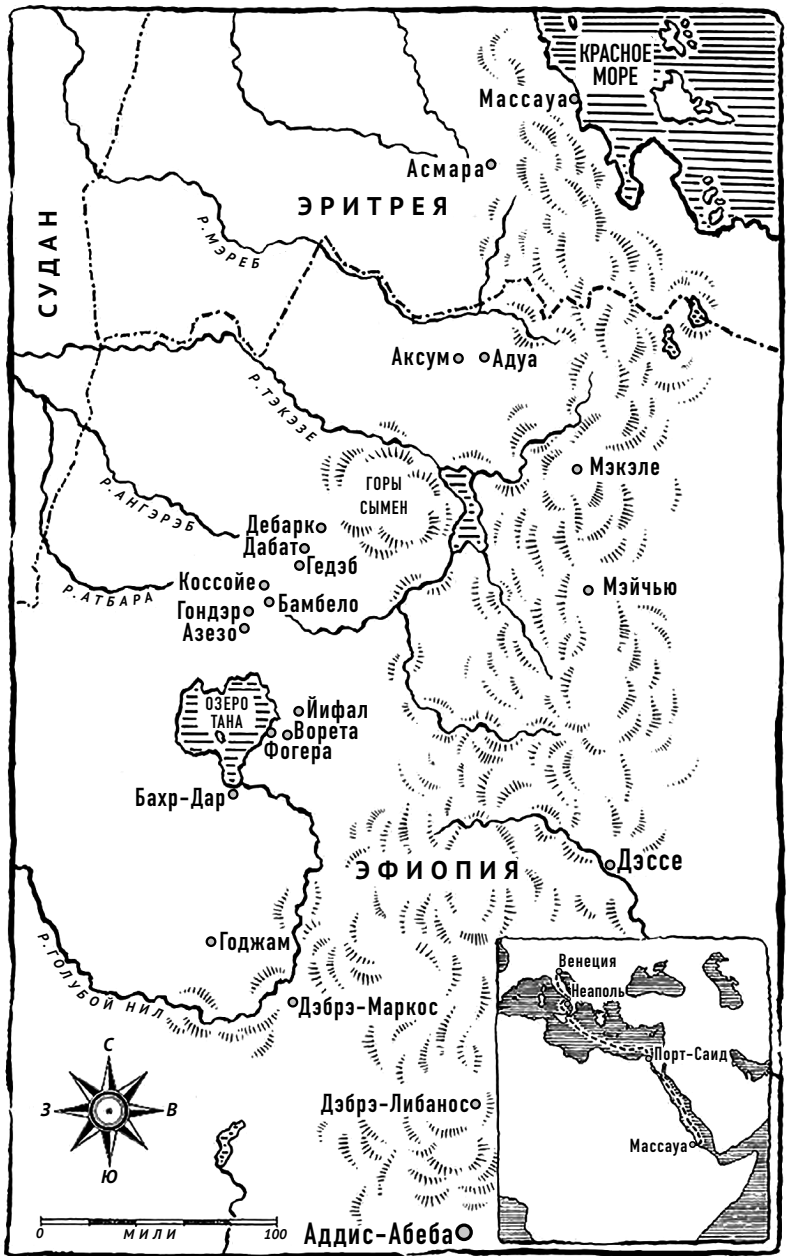 КРАСНОЕ
МОРЕ
Массауа
Асмара
ЭРИТРЕЯ
СУДАН
Р. МЭРЕБ
Аксум
Адуа
Р. ТЭКЭЗЕ
Мэкэле
ГОРЫ
СЫМЕН
Р. АНГЭРЭБ
Дебарк
Дабат
Гедэб
Коссойе
Р. АТБАРА
Бамбело
Гондэр
Азезо
Мэйчью
ОЗЕРО
ТАНА
Йифал
Ворета
Фогера
Бахр-Дар
ЭФИОПИЯ
Дэссе
Годжам
Р. ГОЛУБОЙ НИЛ
Дэбрэ-Маркос
Венеция
Неаполь
Порт-Саид
Массауа
С
З
В
Ю
Дэбрэ-Либанос
0
МИЛИ
100
Аддис-Абеба